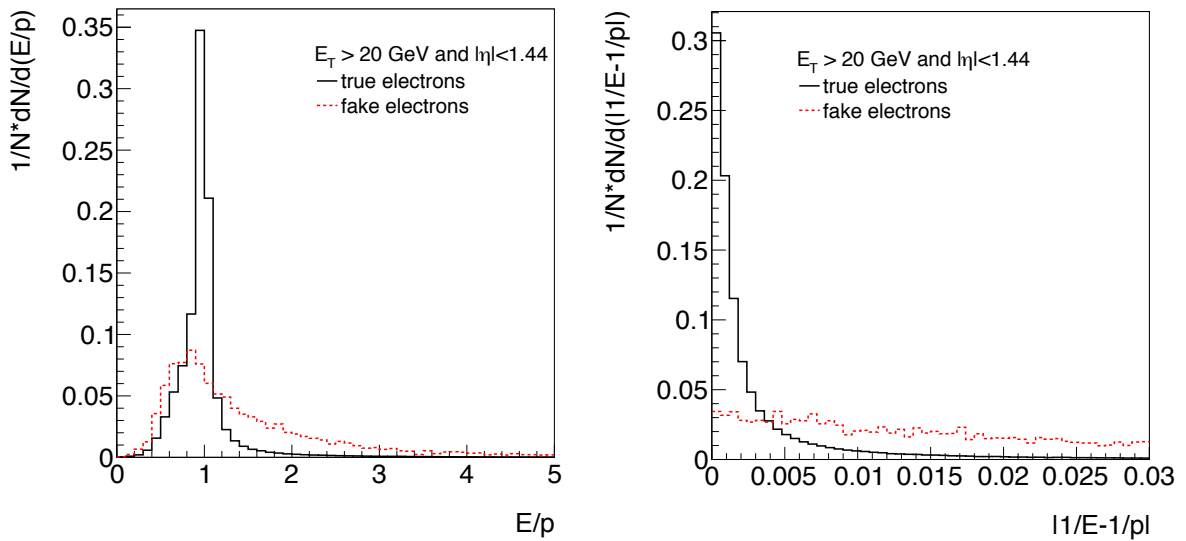 1/N*dN/d(E/p)
0.35
0.3
0.25
0.2
0.15
0.1
0.05
0
E_T > 20 GeV and |η|<1.44
true electrons
fake electrons
0 1 2 3 4 5
E/p
1/N*dN/d(|1/E-1/p|)
0.3
0.25
0.2
0.15
0.1
0.05
0
E_T > 20 GeV and |η|<1.44
true electrons
fake electrons
0 0.005 0.01 0.015 0.02 0.025 0.03
|1/E-1/p|